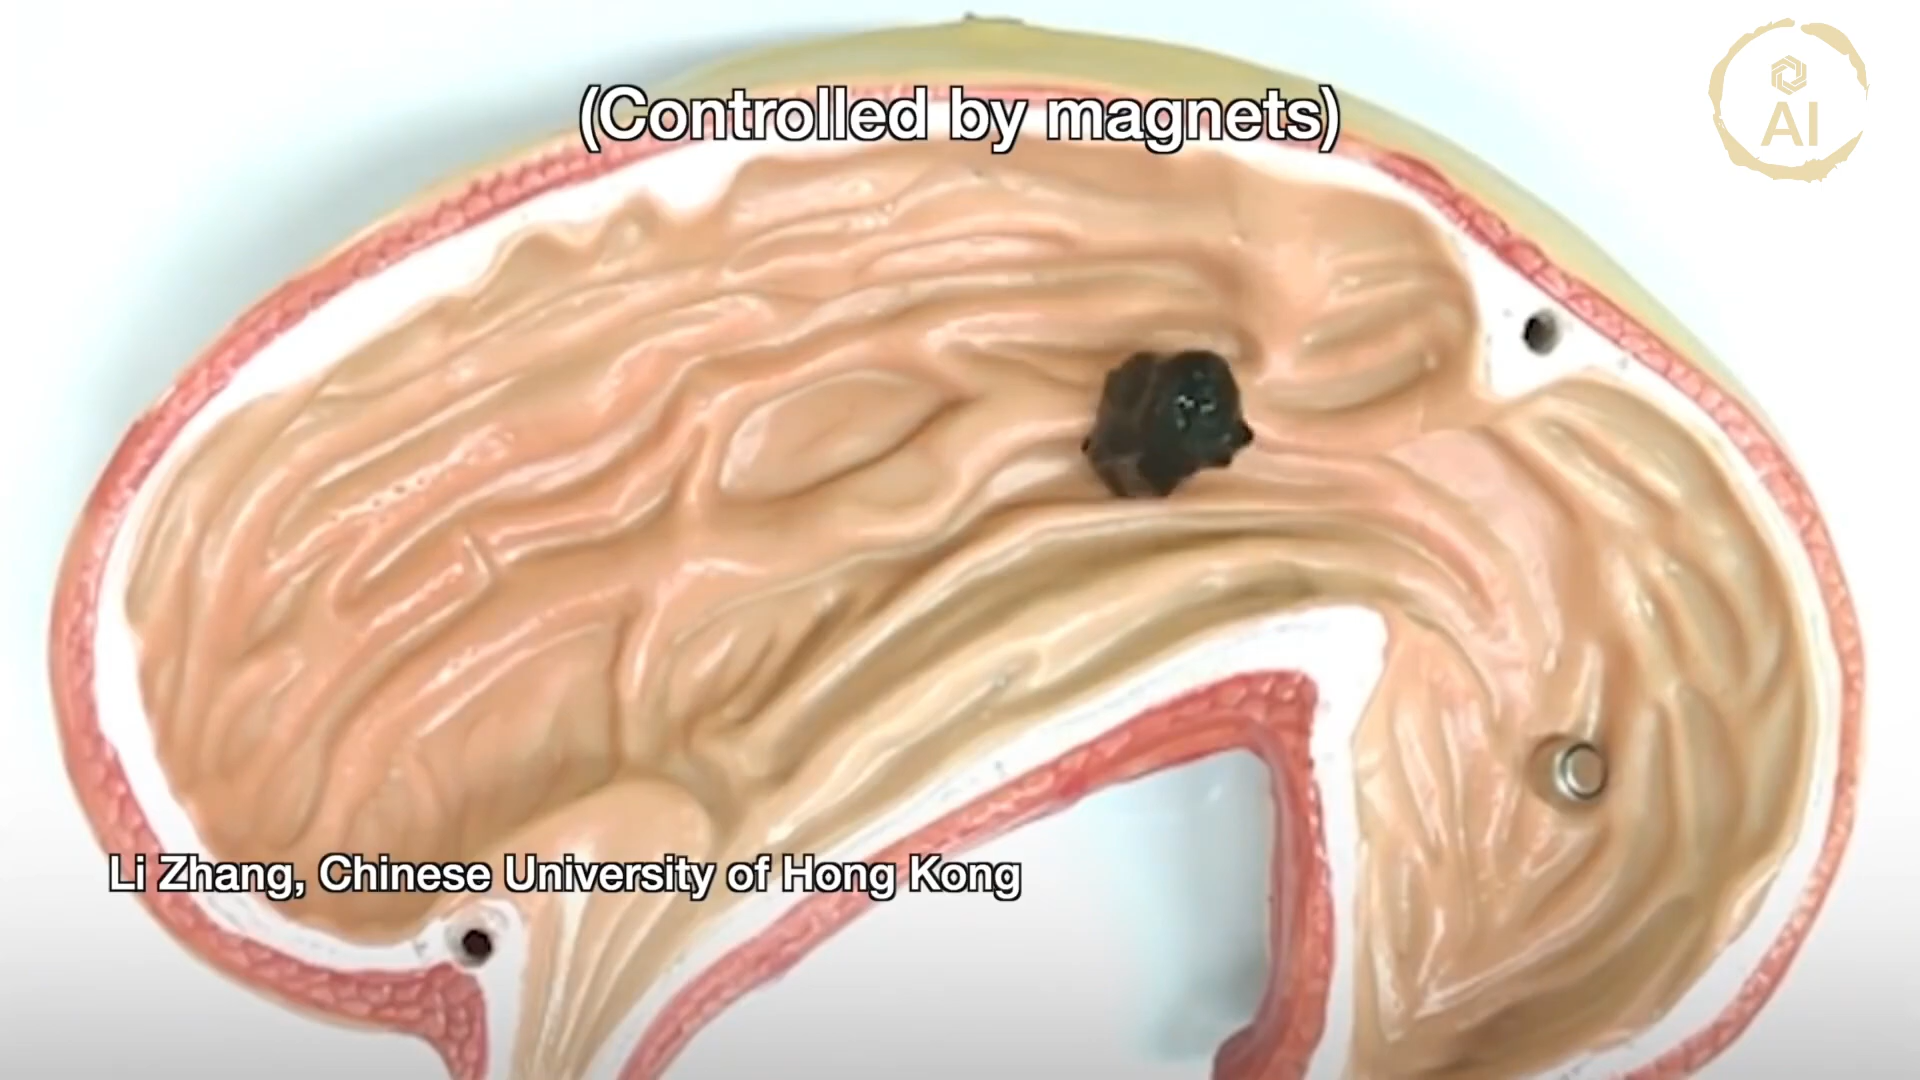 (Controlled by magnets)
AI
Li Zhang, Chinese University of Hong Kong